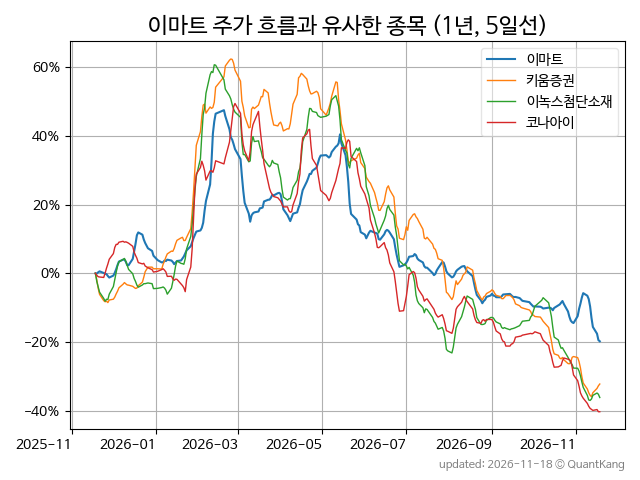 이마트 주가 흐름과 유사한 종목 (1년, 5일선)
이마트
키움증권
이녹스첨단소재
코나아이
60%
40%
20%
0%
−20%
−40%
2025−11 2026−01 2026−03 2026−05 2026−07 2026−09 2026−11
updated: 2026-11-18 © QuantKang